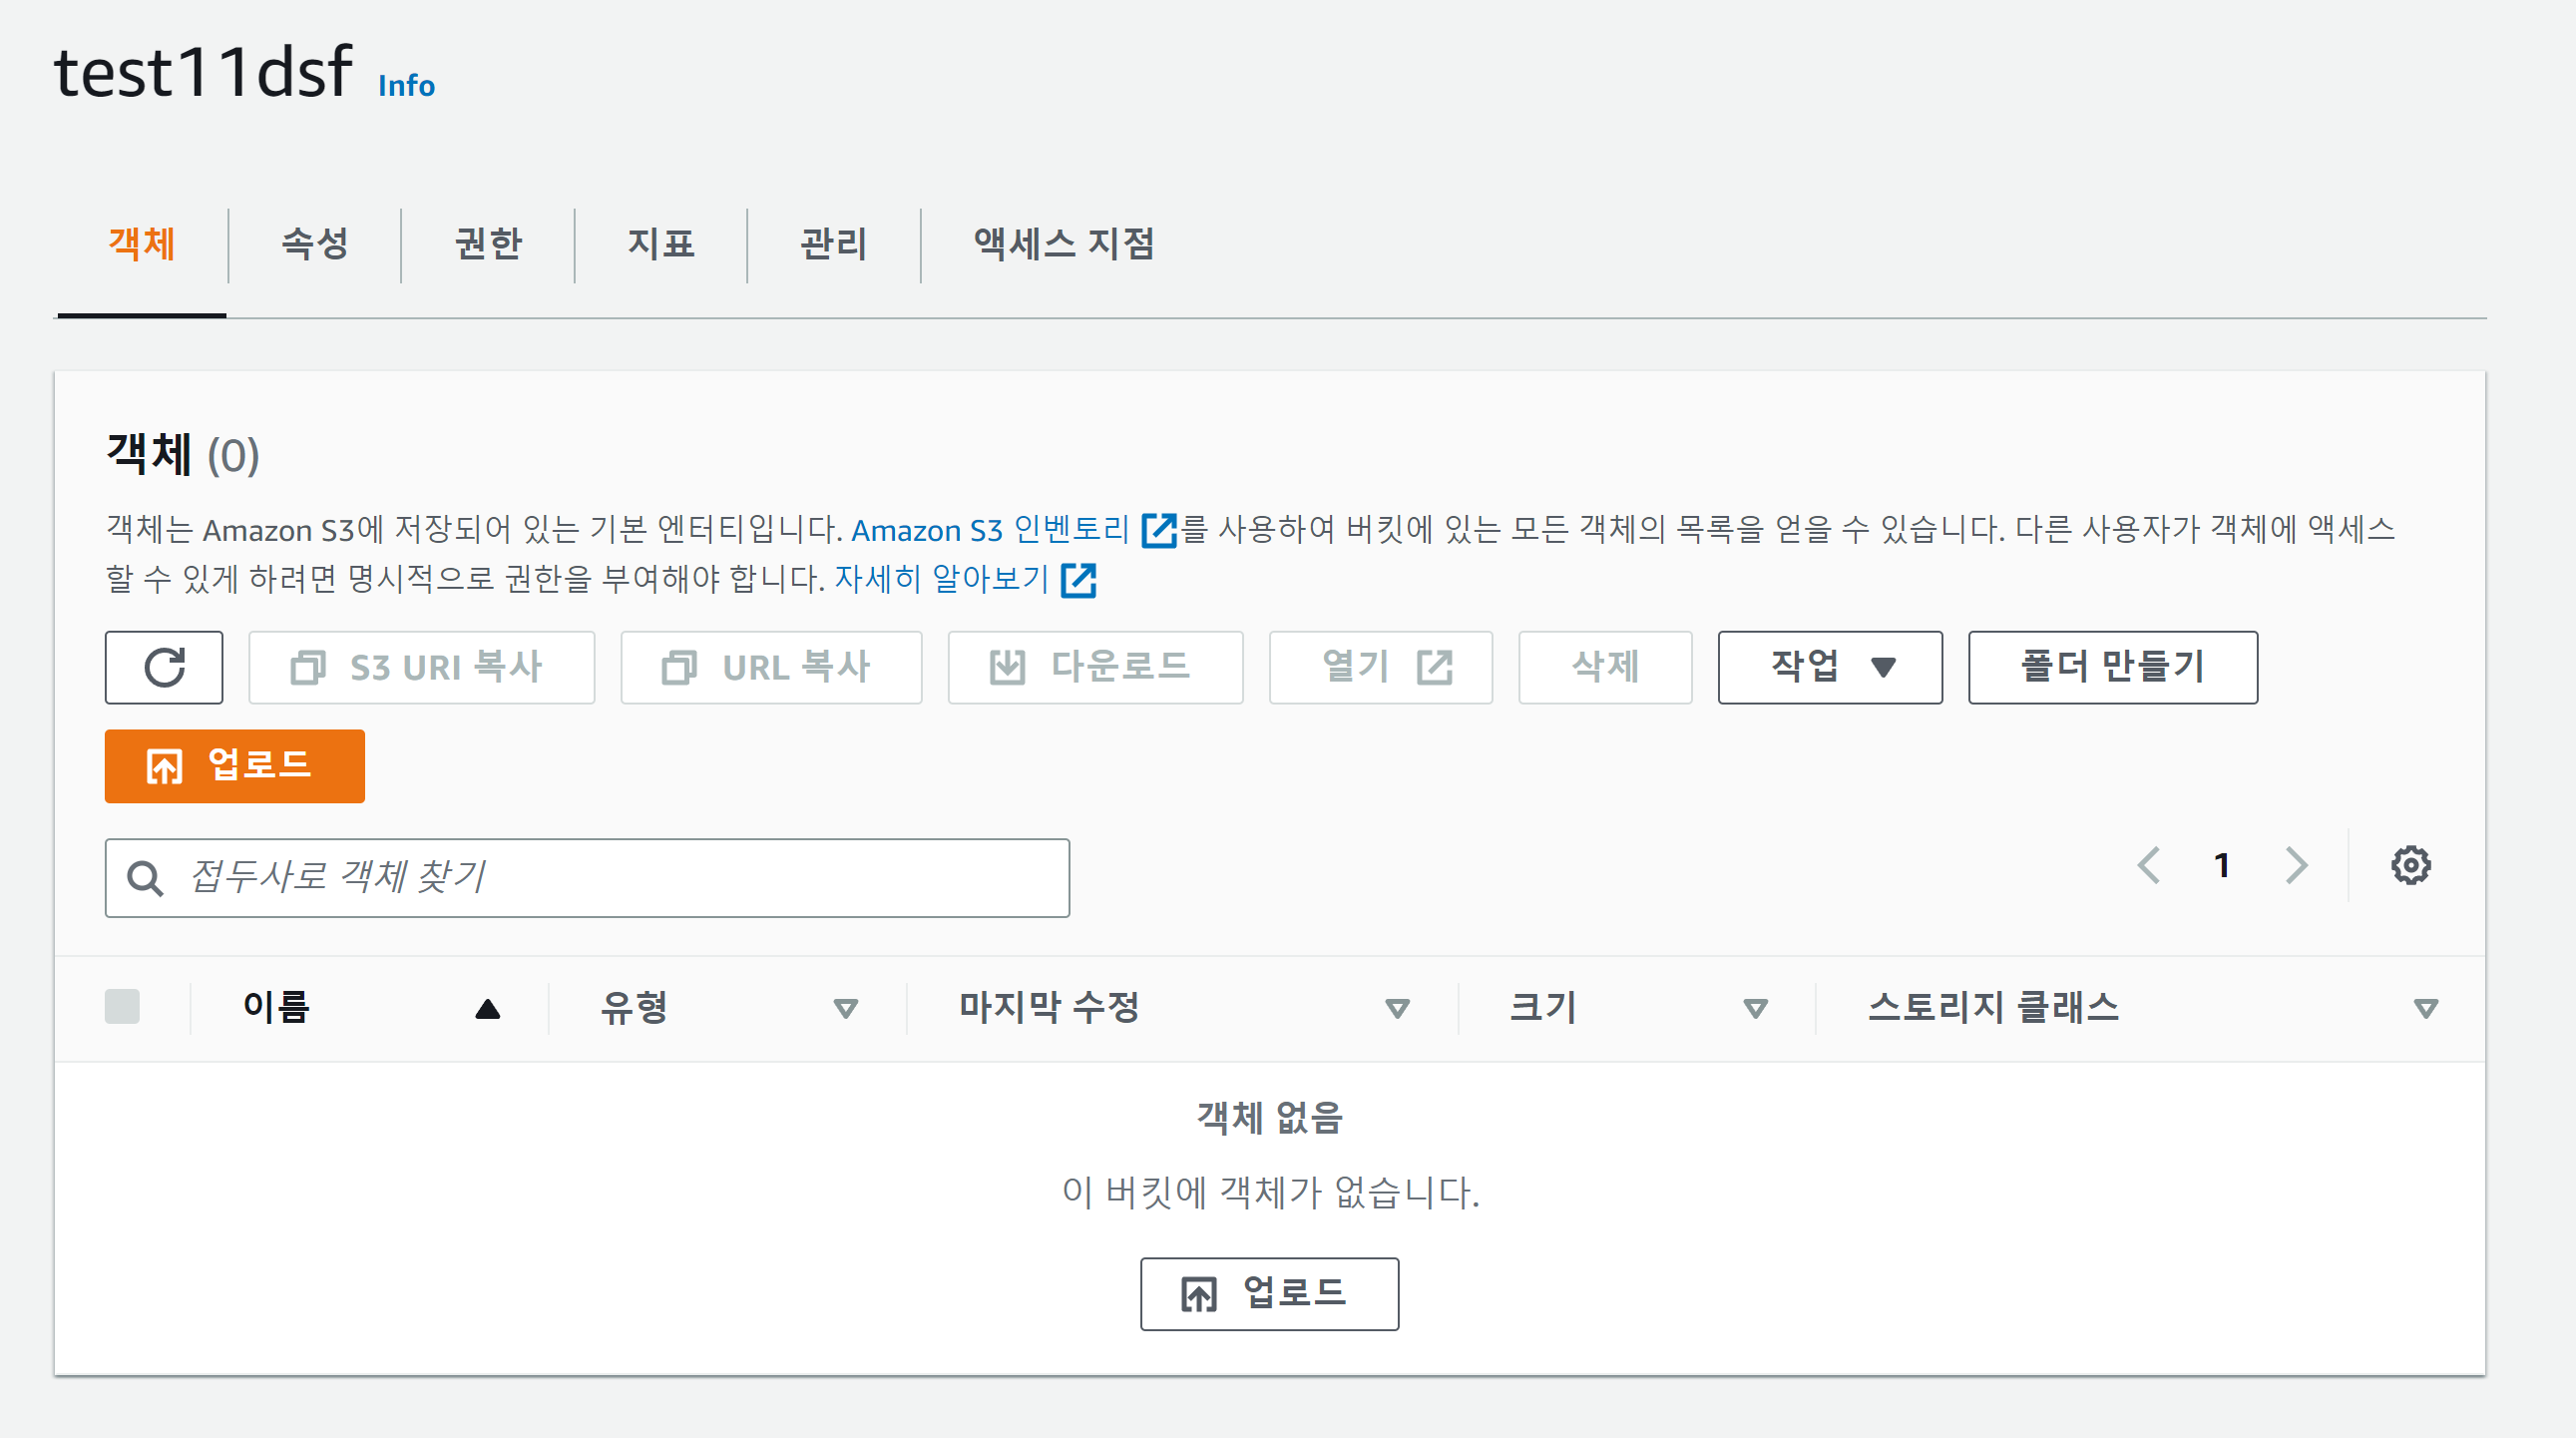 test11dsf Info
객체 속성 권한 지표 관리 액세스 지점
객체 (0)
객체는 Amazon S3에 저장되어 있는 기본 엔터티입니다. Amazon S3 인벤토리 를 사용하여 버킷에 있는 모든 객체의 목록을 얻을 수 있습니다. 다른 사용자가 객체에 액세스
할 수 있게 하려면 명시적으로 권한을 부여해야 합니다. 자세히 알아보기
S3 URI 복사 URL 복사 다운로드 열기 삭제 작업 폴더 만들기
업로드
접두사로 객체 찾기 1
이름 유형 마지막 수정 크기 스토리지 클래스
객체 없음
이 버킷에 객체가 없습니다.
업로드